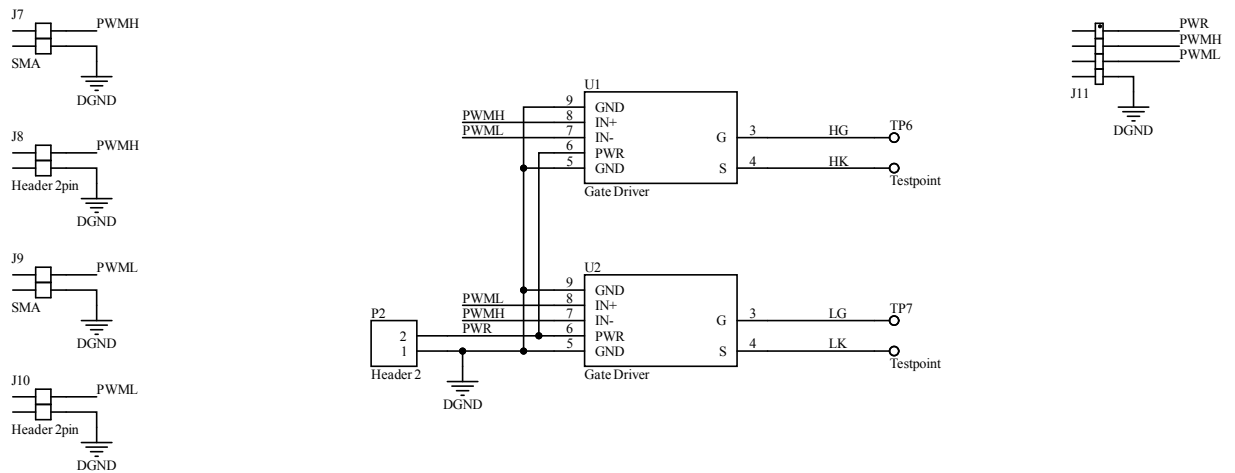 J7
PWMH
SMA
DGND
J8
PWMH
Header 2pin
DGND
J9
PWML
SMA
DGND
J10
PWML
Header 2pin
DGND
U1
9 GND
PWMH 8 IN+
PWML 7 IN-
6 PWR
5 GND
G 3 HG TP6
S 4 HK
Testpoint
Gate Driver
U2
9 GND
PWML 8 IN+
PWMH 7 IN-
PWR 6 PWR
5 GND
G 3 LG TP7
S 4 LK
Testpoint
Gate Driver
P2
2
1
Header 2
DGND
PWR
PWMH
PWML
J11
DGND